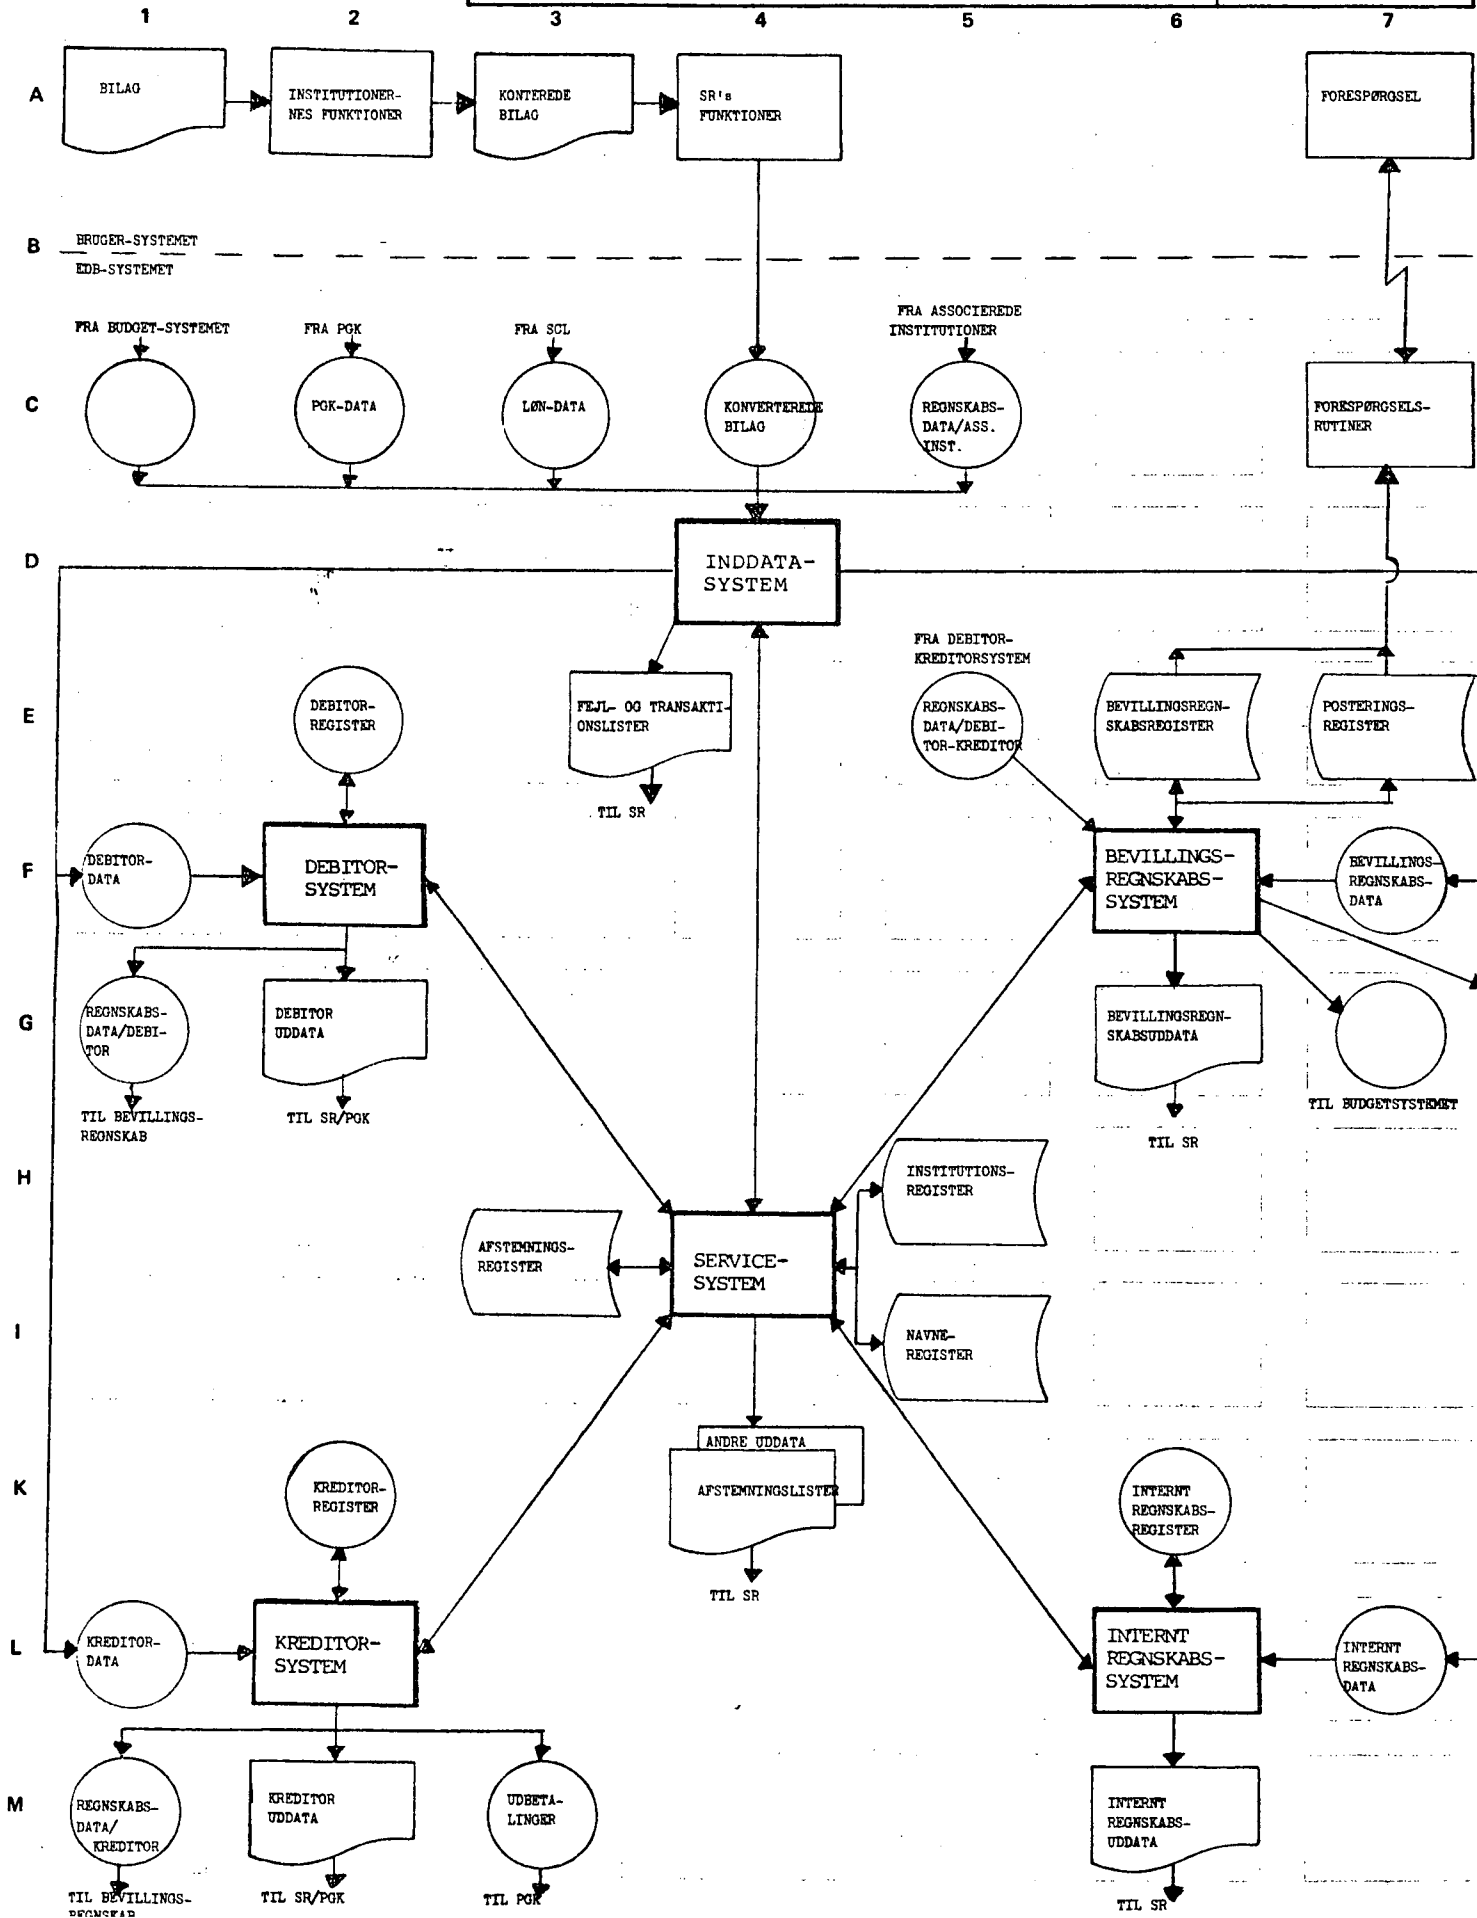 1 2 3 4 5 6 7
A
BILAG
INSTITUTIONER-
NES FUNKTIONER
KONTEREDE
BILAG
SR's
FUNKTIONER
FORESPØRGSEL
B
BRUGER-SYSTEMET
EDB-SYSTEMET
FRA BUDGET-SYSTEMET
FRA PGK
FRA SCL
FRA ASSOCIEREDE
INSTITUTIONER
C
PGK-DATA
LØN-DATA
KONVERTEREDE
BILAG
REGNSKABS-
DATA/ASS.
INST.
FORESPØRGSELS-
RUTINER
D
INDDATA-
SYSTEM
FRA DEBITOR-
KREDITORSYSTEM
E
DEBITOR-
REGISTER
FEJL- OG TRANSAKTI-
ONSLISTER
TIL SR
REGNSKABS-
DATA/DEBI-
TOR-KREDITOR
BEVILLINGSREGN-
SKABSREGISTER
POSTERINGS-
REGISTER
F
DEBITOR-
DATA
DEBITOR-
SYSTEM
BEVILLINGS-
REGNSKABS-
SYSTEM
BEVILLINGS-
REGNSKABS-
DATA
G
REGNSKABS-
DATA/DEBI-
TOR
DEBITOR
UDDATA
BEVILLINGSREGN-
SKABSUDDATA
TIL BEVILLINGS-
REGNSKAB
TIL SR/PGK
TIL SR
TIL BUDGETSYSTEMET
H
INSTITUTIONS-
REGISTER
AFSTEMNINGS-
REGISTER
SERVICE-
SYSTEM
I
NAVNE-
REGISTER
K
KREDITOR-
REGISTER
ANDRE UDDATA
AFSTEMNINGSLISTER
TIL SR
INTERNT
REGNSKABS-
REGISTER
L
KREDITOR-
DATA
KREDITOR-
SYSTEM
INTERNT
REGNSKABS-
SYSTEM
INTERNT
REGNSKABS-
DATA
M
REGNSKABS-
DATA/
KREDITOR
KREDITOR
UDDATA
UDBETA-
LINGER
INTERNT
REGNSKABS-
UDDATA
TIL BEVILLINGS-
REGNSKAB
TIL SR/PGK
TIL PGK
TIL SR